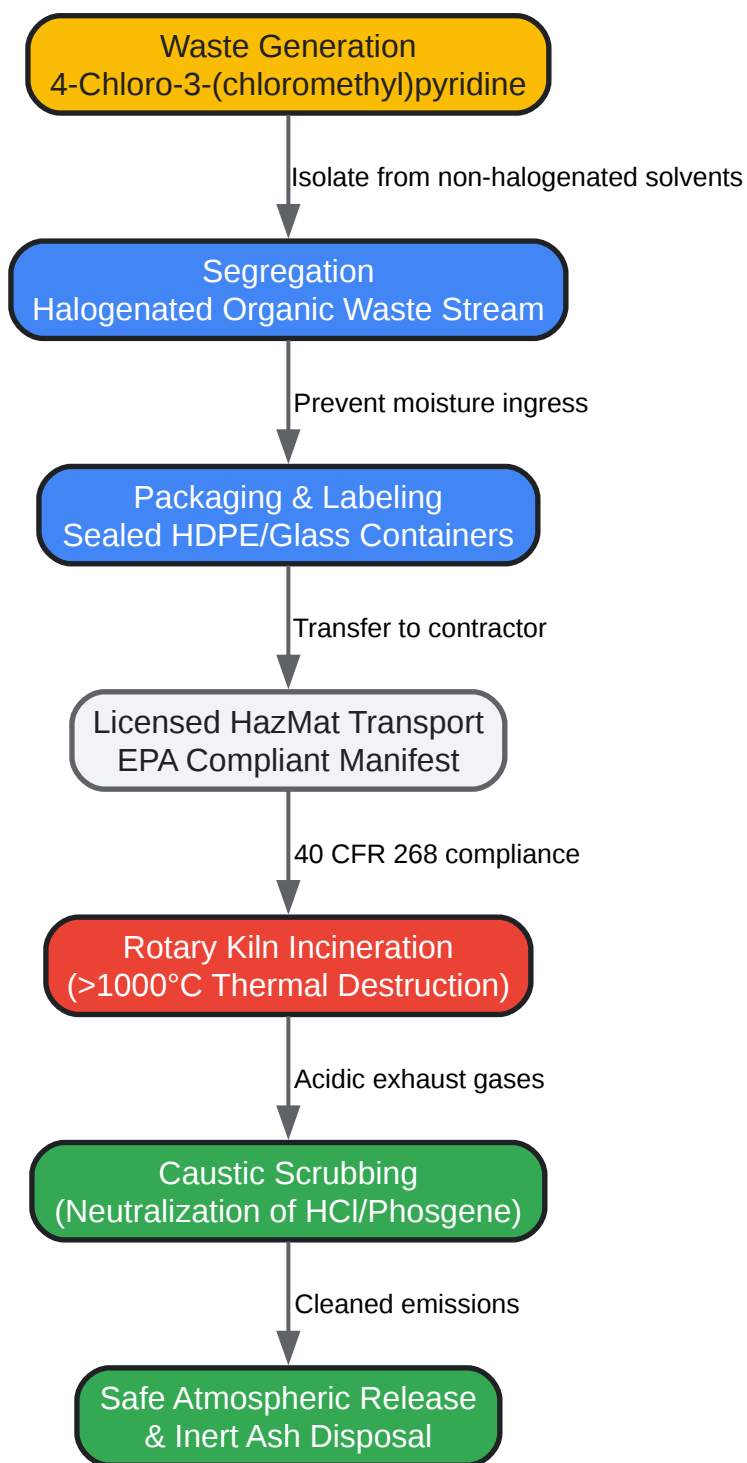 Waste Generation
4-Chloro-3-(chloromethyl)pyridine
Isolate from non-halogenated solvents
Segregation
Halogenated Organic Waste Stream
Prevent moisture ingress
Packaging & Labeling
Sealed HDPE/Glass Containers
Transfer to contractor
Licensed HazMat Transport
EPA Compliant Manifest
40 CFR 268 compliance
Rotary Kiln Incineration
(>1000°C Thermal Destruction)
Acidic exhaust gases
Caustic Scrubbing
(Neutralization of HCl/Phosgene)
Cleaned emissions
Safe Atmospheric Release
& Inert Ash Disposal